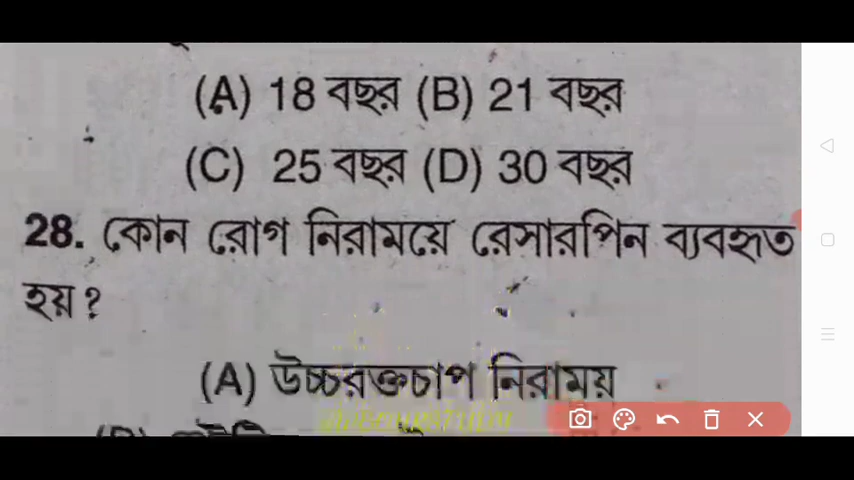 (A) 18 বছর (B) 21 বছর
(C) 25 বছর (D) 30 বছর
28. কোন রোগ নিরাময়ে রেসারপিন ব্যবহৃত
হয়?
(A) উচ্চরক্তচাপ নিরাময়